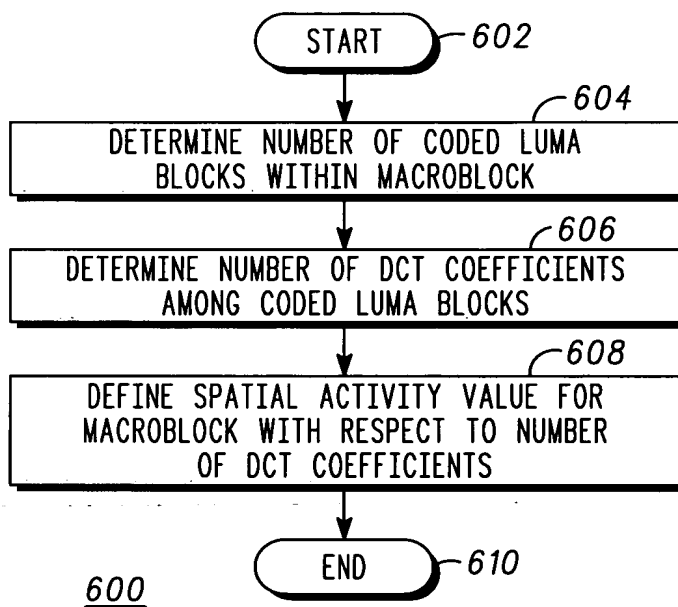 START
602
604
DETERMINE NUMBER OF CODED LUMA
BLOCKS WITHIN MACROBLOCK
606
DETERMINE NUMBER OF DCT COEFFICIENTS
AMONG CODED LUMA BLOCKS
608
DEFINE SPATIAL ACTIVITY VALUE FOR
MACROBLOCK WITH RESPECT TO NUMBER
OF DCT COEFFICIENTS
END
610
600